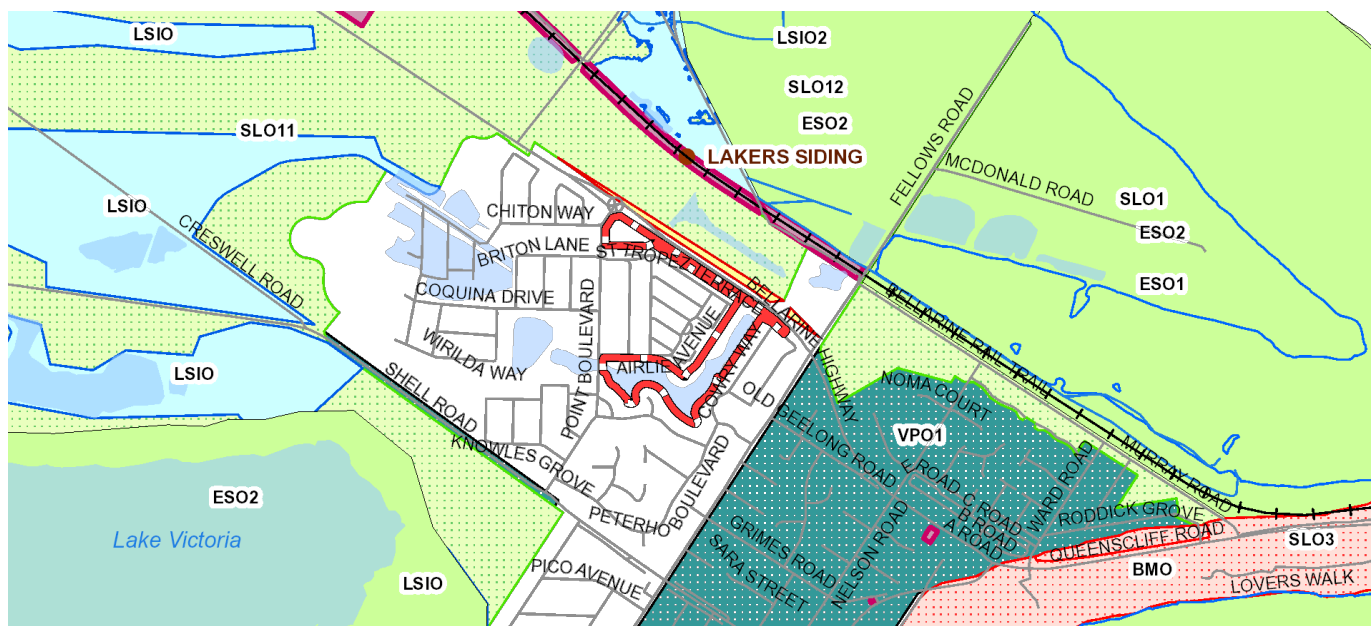 LSIO
LSIO2
SLO12
ESO2
SLO11
LAKERS SIDING
FELLOWS ROAD
MCDONALD ROAD
SLO1
ESO2
LSIO
CRESWELL ROAD
CHITON WAY
BRITON LANE
ST TROPEZ TERRACE
COQUINA DRIVE
BELLARINE HIGHWAY
BELLARINE RAIL TRAIL
ESO1
WIRILDA WAY
POINT BOULEVARD
AIRLIE AVENUE
COWRY WAY
OLD
LSIO
SHELL ROAD
KNOWLES GROVE
NOMA COURT
GEELONG ROAD
VPO1
MURRAY ROAD
E ROAD
C ROAD
B ROAD
A ROAD
WARD ROAD
RODDICK GROVE
ESO2
Lake Victoria
PETERHO
BOULEVARD
GRIMES ROAD
NELSON ROAD
SARA STREET
QUEENSCLIFF ROAD
SLO3
BMO
LOVERS WALK
PICO AVENUE
LSIO